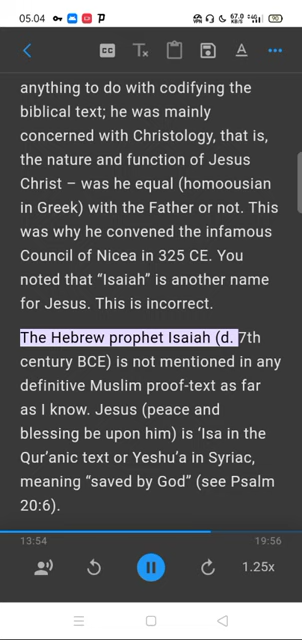 05.04
67.0
KB/S
4G
90
CC
T
A
anything to do with codifying the
biblical text; he was mainly
concerned with Christology, that is,
the nature and function of Jesus
Christ – was he equal (homoousian
in Greek) with the Father or not. This
was why he convened the infamous
Council of Nicea in 325 CE. You
noted that “Isaiah” is another name
for Jesus. This is incorrect.
The Hebrew prophet Isaiah (d. 7th
century BCE) is not mentioned in any
definitive Muslim proof-text as far
as I know. Jesus (peace and
blessing be upon him) is ‘Isa in the
Qur’anic text or Yeshu’a in Syriac,
meaning “saved by God” (see Psalm
20:6).
13:54
19:56
1.25x